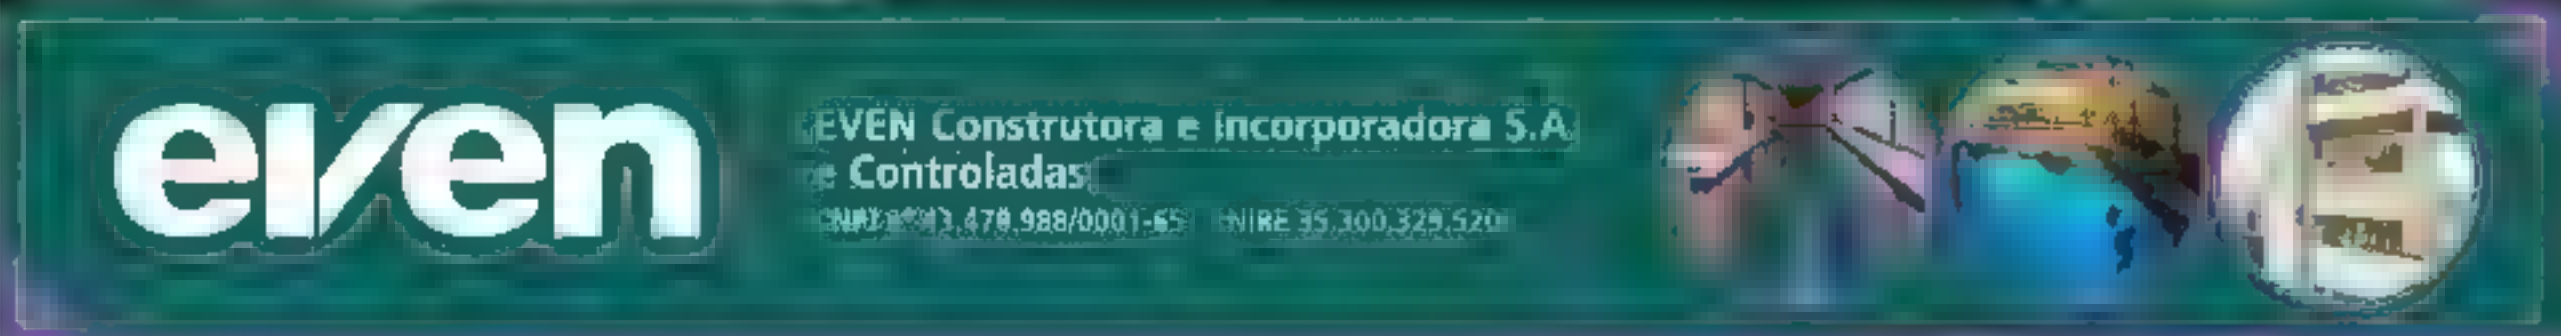 even
EVEN Construtora e Incorporadora S.A.
e Controladas
NIRE 35.300.329.520